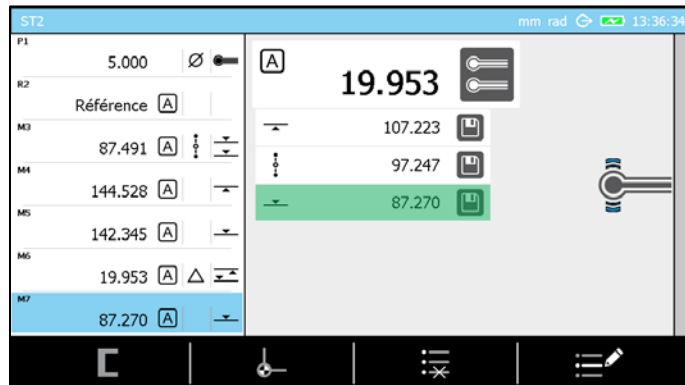 ST2
mm rad 13:36:34
P1
5.000 Ø
R2
Référence A
M3
87.491 A
M4
144.528 A
M5
142.345 A
M6
19.953 A
M7
87.270 A
A
19.953
107.223
97.247
87.270